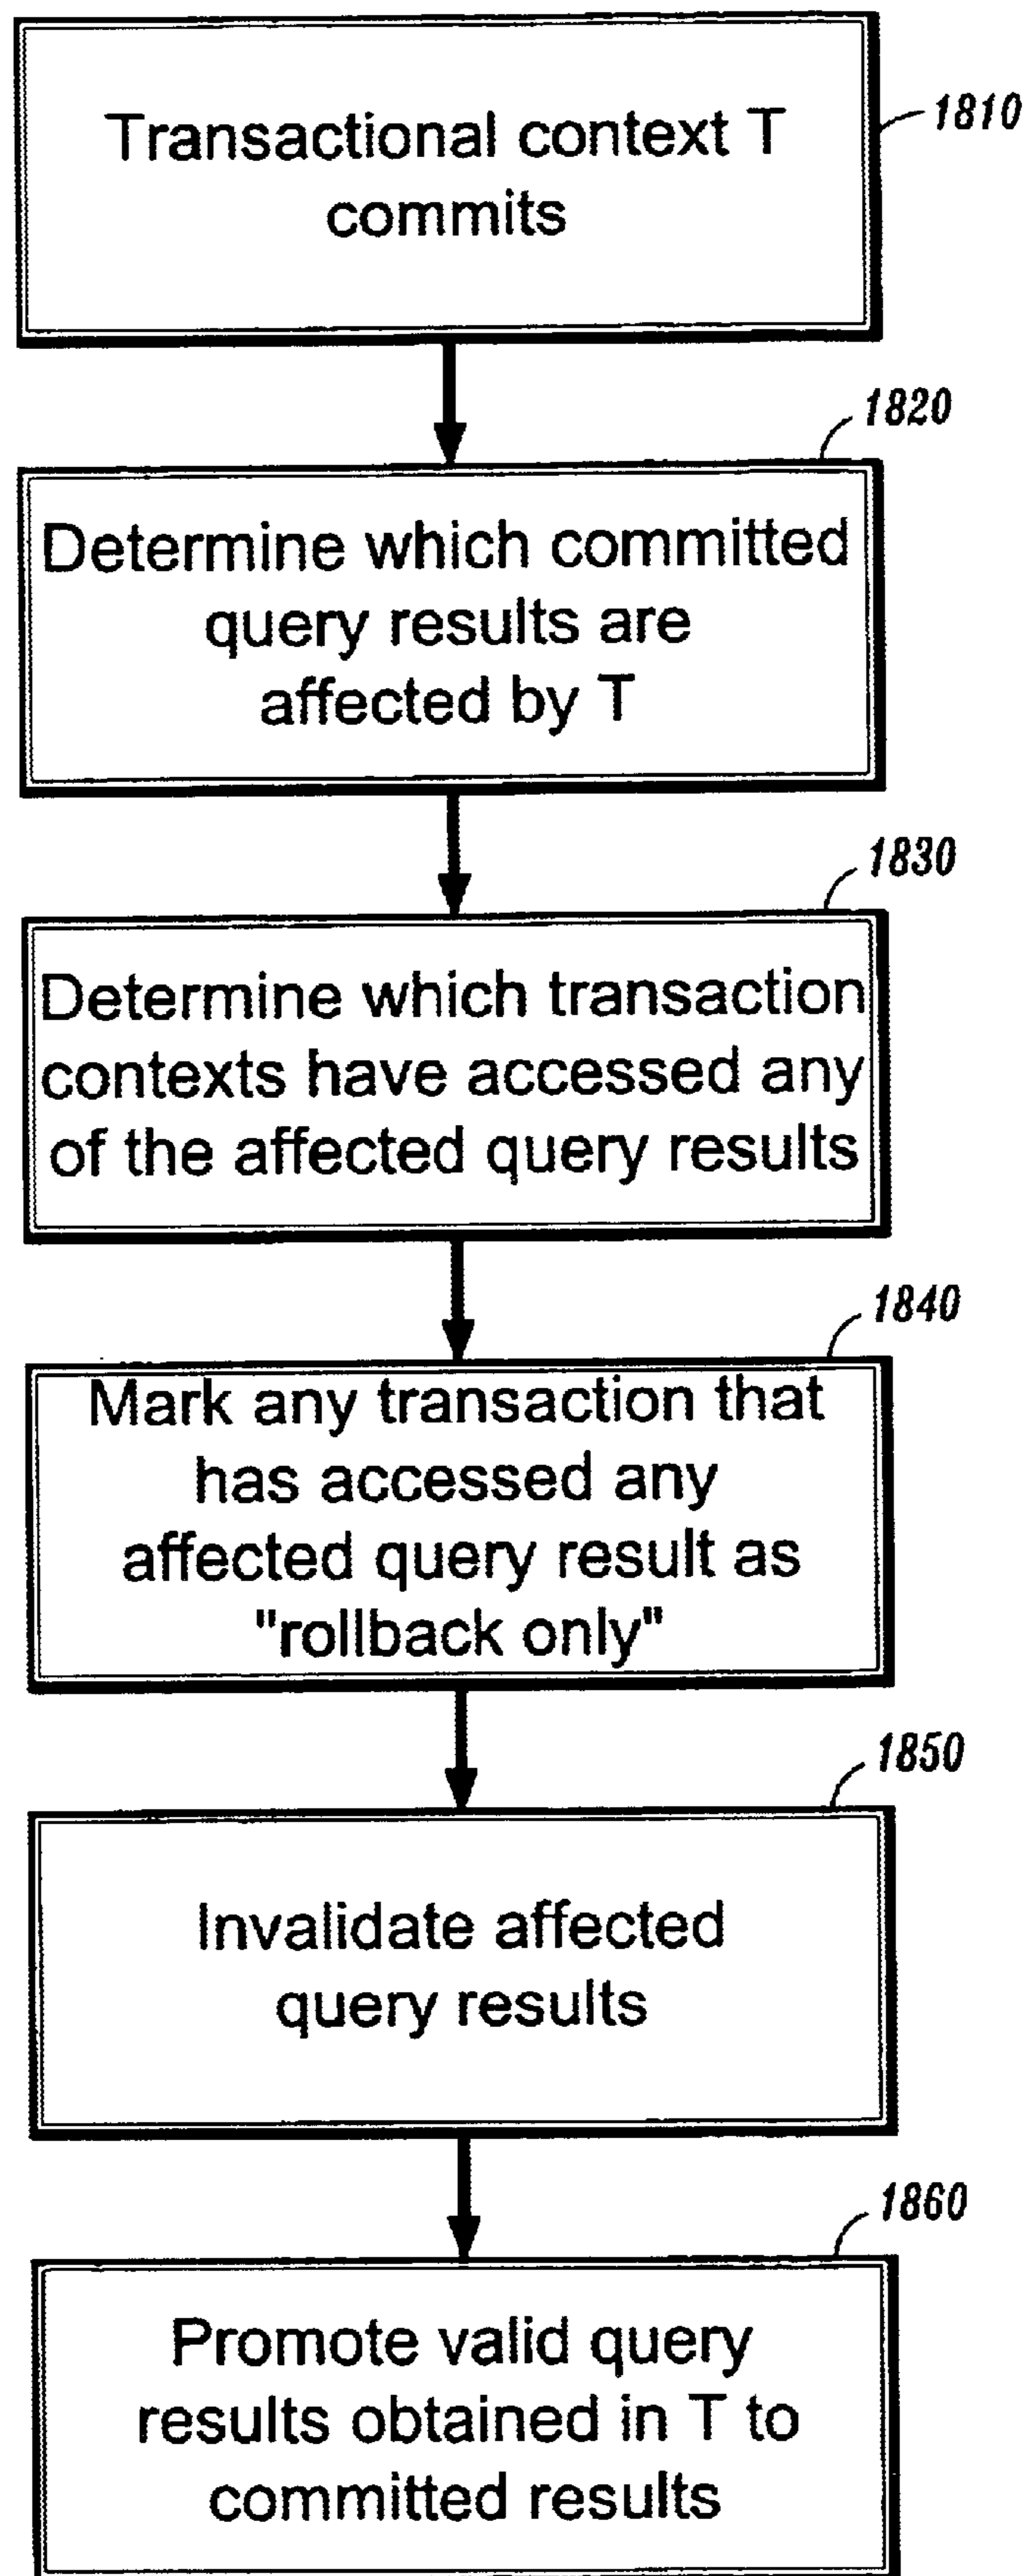 Transactional context T
commits
1810
1820
Determine which committed
query results are
affected by T
1830
Determine which transaction
contexts have accessed any
of the affected query results
1840
Mark any transaction that
has accessed any
affected query result as
"rollback only"
1850
Invalidate affected
query results
1860
Promote valid query
results obtained in T to
committed results